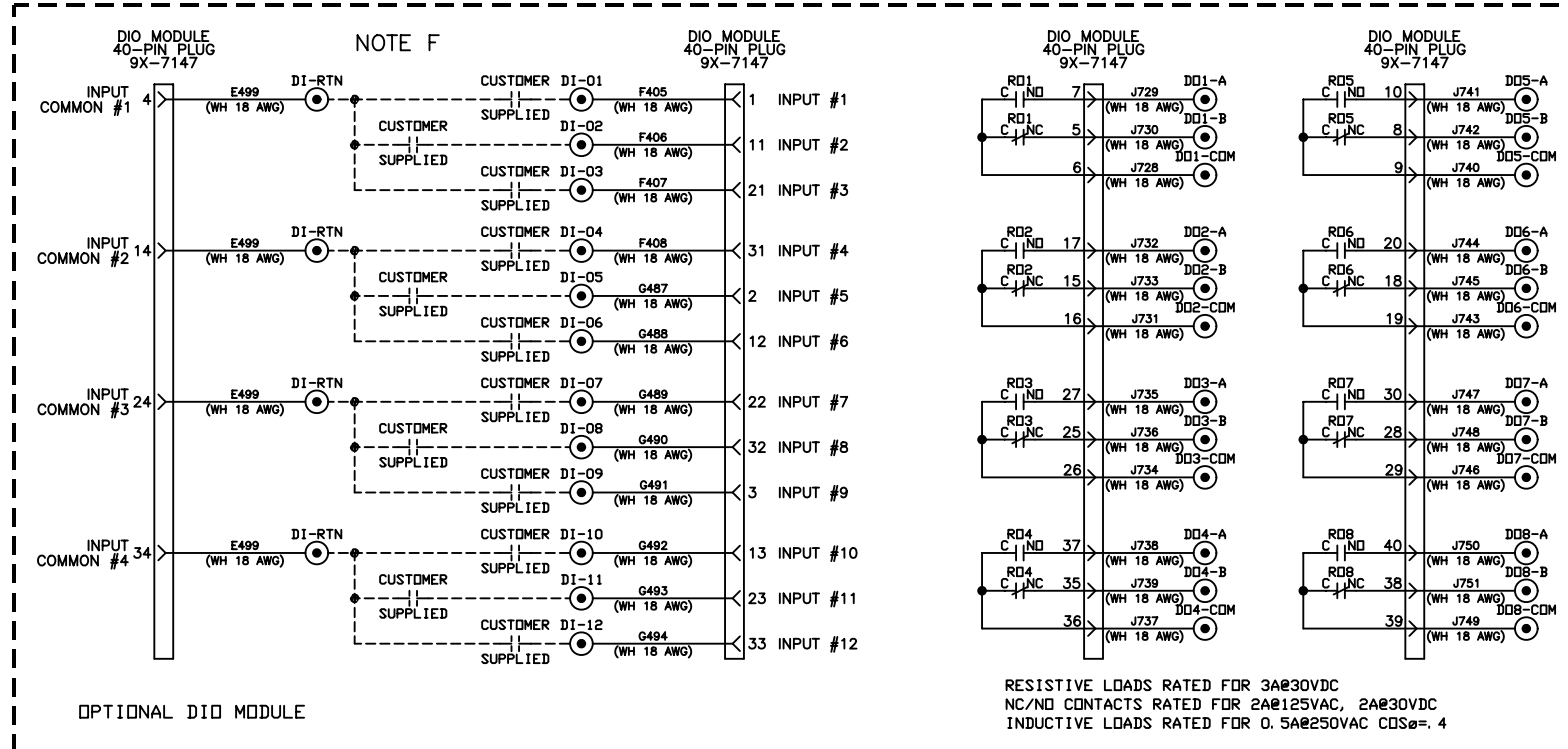 DIO MODULE
40-PIN PLUG
9X-7147
NOTE F
DIO MODULE
40-PIN PLUG
9X-7147
INPUT
COMMON #1
4
E499
(WH 18 AWG)
DI-RTN
CUSTOMER
SUPPLIED
DI-01
F405
(WH 18 AWG)
1 INPUT #1
CUSTOMER
SUPPLIED
DI-02
F406
(WH 18 AWG)
11 INPUT #2
CUSTOMER
SUPPLIED
DI-03
F407
(WH 18 AWG)
21 INPUT #3
INPUT
COMMON #2
14
E499
(WH 18 AWG)
DI-RTN
CUSTOMER
SUPPLIED
DI-04
F408
(WH 18 AWG)
31 INPUT #4
CUSTOMER
SUPPLIED
DI-05
G487
(WH 18 AWG)
2 INPUT #5
CUSTOMER
SUPPLIED
DI-06
G488
(WH 18 AWG)
12 INPUT #6
INPUT
COMMON #3
24
E499
(WH 18 AWG)
DI-RTN
CUSTOMER
SUPPLIED
DI-07
G489
(WH 18 AWG)
22 INPUT #7
CUSTOMER
SUPPLIED
DI-08
G490
(WH 18 AWG)
32 INPUT #8
CUSTOMER
SUPPLIED
DI-09
G491
(WH 18 AWG)
3 INPUT #9
INPUT
COMMON #4
34
E499
(WH 18 AWG)
DI-RTN
CUSTOMER
SUPPLIED
DI-10
G492
(WH 18 AWG)
13 INPUT #10
CUSTOMER
SUPPLIED
DI-11
G493
(WH 18 AWG)
23 INPUT #11
CUSTOMER
SUPPLIED
DI-12
G494
(WH 18 AWG)
33 INPUT #12
OPTIONAL DIO MODULE
DIO MODULE
40-PIN PLUG
9X-7147
RO1
C NO
7
J729
(WH 18 AWG)
DO1-A
RO1
C NC
5
J730
(WH 18 AWG)
DO1-B
6
J728
(WH 18 AWG)
DO1-COM
RO2
C NO
17
J732
(WH 18 AWG)
DO2-A
RO2
C NC
15
J733
(WH 18 AWG)
DO2-B
16
J731
(WH 18 AWG)
DO2-COM
RO3
C NO
27
J735
(WH 18 AWG)
DO3-A
RO3
C NC
25
J736
(WH 18 AWG)
DO3-B
26
J734
(WH 18 AWG)
DO3-COM
RO4
C NO
37
J738
(WH 18 AWG)
DO4-A
RO4
C NC
35
J739
(WH 18 AWG)
DO4-B
36
J737
(WH 18 AWG)
DO4-COM
DIO MODULE
40-PIN PLUG
9X-7147
RO5
C NO
10
J741
(WH 18 AWG)
DO5-A
RO5
C NC
8
J742
(WH 18 AWG)
DO5-B
9
J740
(WH 18 AWG)
DO5-COM
RO6
C NO
20
J744
(WH 18 AWG)
DO6-A
RO6
C NC
18
J745
(WH 18 AWG)
DO6-B
19
J743
(WH 18 AWG)
DO6-COM
RO7
C NO
30
J747
(WH 18 AWG)
DO7-A
RO7
C NC
28
J748
(WH 18 AWG)
DO7-B
29
J746
(WH 18 AWG)
DO7-COM
RO8
C NO
40
J750
(WH 18 AWG)
DO8-A
RO8
C NC
38
J751
(WH 18 AWG)
DO8-B
39
J749
(WH 18 AWG)
DO8-COM
RESISTIVE LOADS RATED FOR 3A@30VDC
NC/NO CONTACTS RATED FOR 2A@125VAC, 2A@30VDC
INDUCTIVE LOADS RATED FOR 0.5A@250VAC COSø=.4